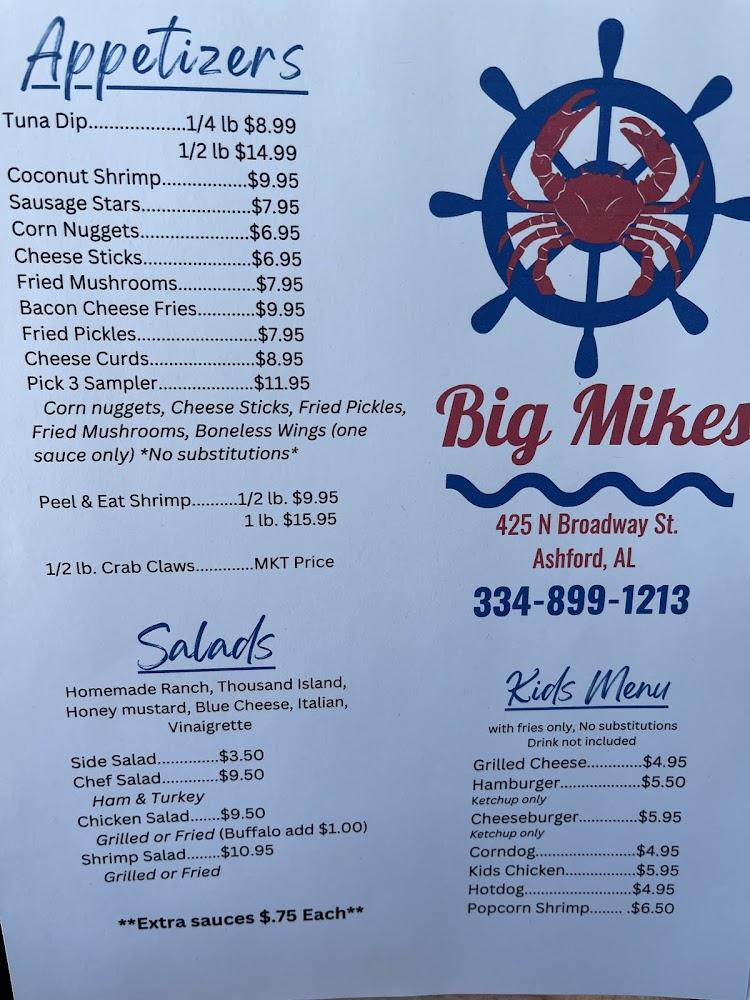 Appetizers
Tuna Dip...................1/4 lb $8.99
1/2 lb $14.99
Coconut Shrimp................$9.95
Sausage Stars.....................$7.95
Corn Nuggets.....................$6.95
Cheese Sticks.....................$6.95
Fried Mushrooms...............$7.95
Bacon Cheese Fries...........$9.95
Fried Pickles.......................$7.95
Cheese Curds....................$8.95
Pick 3 Sampler..................$11.95
Corn nuggets, Cheese Sticks, Fried Pickles,
Fried Mushrooms, Boneless Wings (one
sauce only) *No substitutions*
Peel & Eat Shrimp..........1/2 lb. $9.95
1 lb. $15.95
1/2 lb. Crab Claws.............MKT Price
Salads
Homemade Ranch, Thousand Island,
Honey mustard, Blue Cheese, Italian,
Vinaigrette
Side Salad.............$3.50
Chef Salad............$9.50
Ham & Turkey
Chicken Salad.......$9.50
Grilled or Fried (Buffalo add $1.00)
Shrimp Salad........$10.95
Grilled or Fried
**Extra sauces $.75 Each**
Big Mikes
425 N Broadway St.
Ashford, AL
334-899-1213
Kids Menu
with fries only, No substitutions
Drink not included
Grilled Cheese.............$4.95
Hamburger...................$5.50
Ketchup only
Cheeseburger..............$5.95
Ketchup only
Corndog.......................$4.95
Kids Chicken................$5.95
Hotdog.........................$4.95
Popcorn Shrimp........ .$6.50